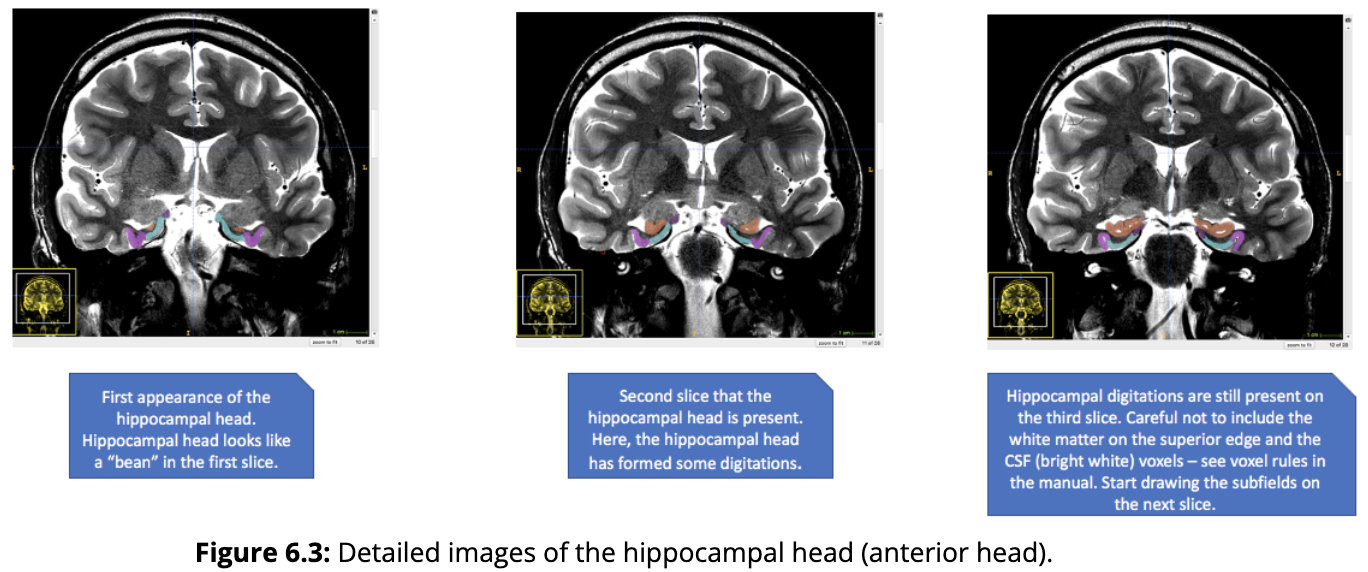 R
L
1 cm
zoom to fit
10 of 28
R
L
1 cm
zoom to fit
11 of 28
R
L
1 cm
zoom to fit
12 of 28
First appearance of the
hippocampal head.
Hippocampal head looks like
a “bean” in the first slice.
Second slice that the
hippocampal head is present.
Here, the hippocampal head
has formed some digitations.
Hippocampal digitations are still present on
the third slice. Careful not to include the
white matter on the superior edge and the
CSF (bright white) voxels – see voxel rules in
the manual. Start drawing the subfields on
the next slice.
Figure 6.3: Detailed images of the hippocampal head (anterior head).